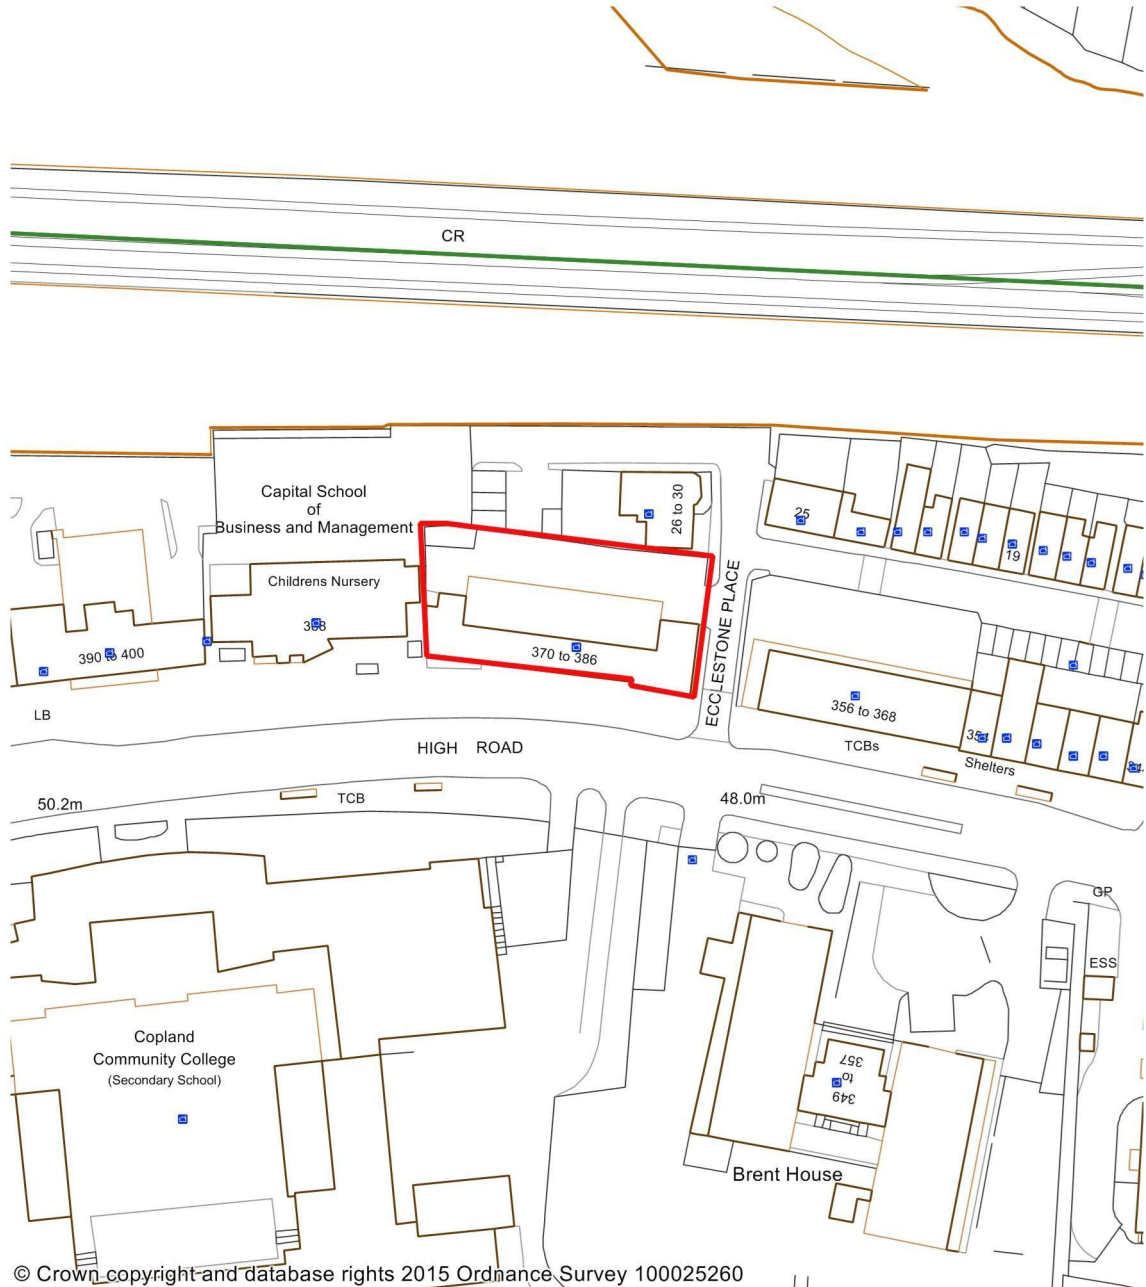 CR
Capital School
of
Business and Management
26 to 30
25
19
Childrens Nursery
388
390 to 400
370 to 386
ECCLESTONE PLACE
356 to 368
354
LB
HIGH ROAD
TCBs
Shelters
50.2m
TCB
48.0m
GP
ESS
Copland
Community College
(Secondary School)
357
to
349
Brent House
© Crown copyright and database rights 2015 Ordnance Survey 100025260